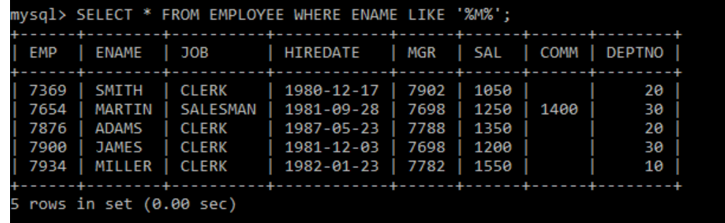 mysql> SELECT * FROM EMPLOYEE WHERE ENAME LIKE '%M%';
+------+--------+----------+------------+------+------+------+--------+
| EMP  | ENAME  | JOB      | HIREDATE   | MGR  | SAL  | COMM | DEPTNO |
+------+--------+----------+------------+------+------+------+--------+
| 7369 | SMITH  | CLERK    | 1980-12-17 | 7902 | 1050 |      |     20 |
| 7654 | MARTIN | SALESMAN | 1981-09-28 | 7698 | 1250 | 1400 |     30 |
| 7876 | ADAMS  | CLERK    | 1987-05-23 | 7788 | 1350 |      |     20 |
| 7900 | JAMES  | CLERK    | 1981-12-03 | 7698 | 1200 |      |     30 |
| 7934 | MILLER | CLERK    | 1982-01-23 | 7782 | 1550 |      |     10 |
+------+--------+----------+------------+------+------+------+--------+
5 rows in set (0.00 sec)